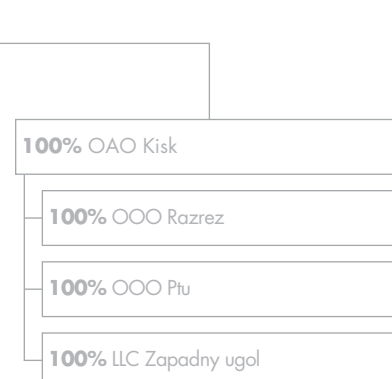 100% OAO Kisk
100% OOO Razrez
100% OOO Ptu
100% LLC Zapadny ugol